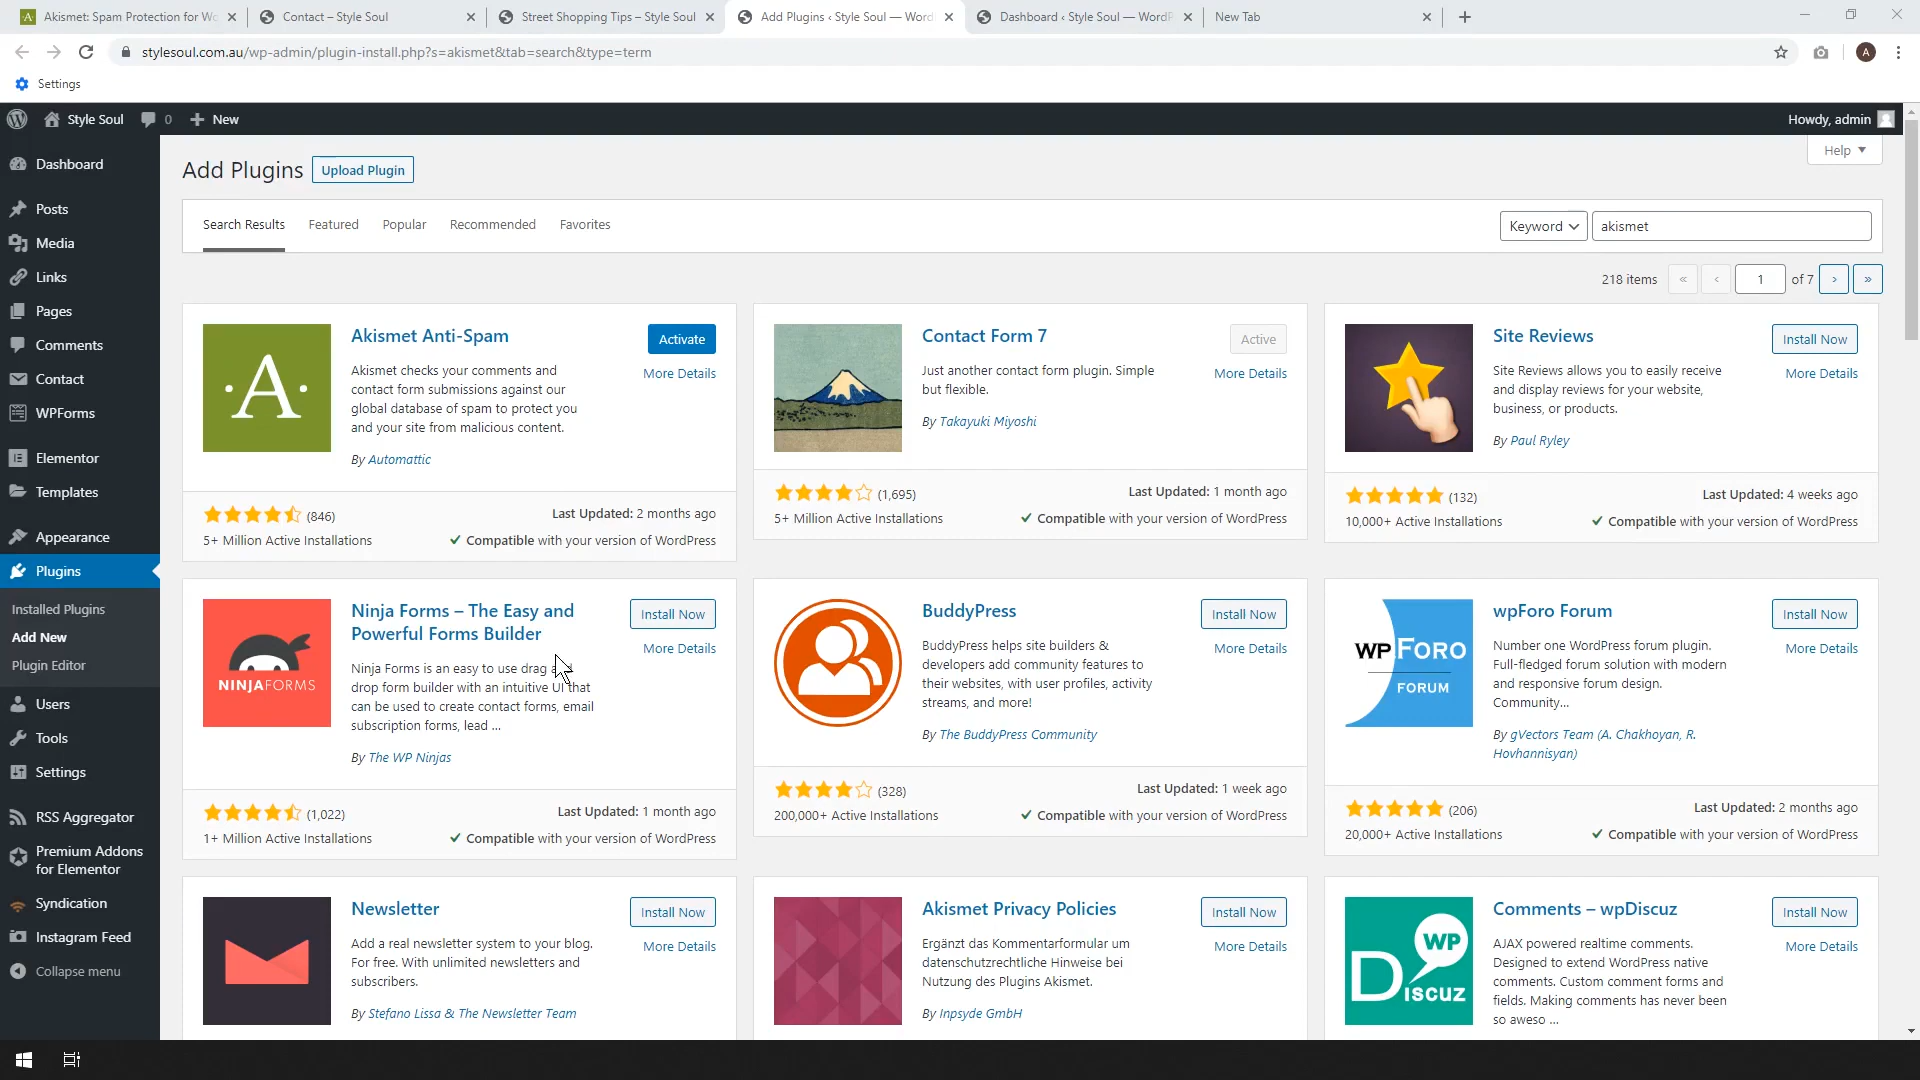 Akismet: Spam Protection for Wo
Contact – Style Soul
Street Shopping Tips – Style Soul
Add Plugins ‹ Style Soul — Word
Dashboard ‹ Style Soul — WordP
New Tab
stylesoul.com.au/wp-admin/plugin-install.php?s=akismet&tab=search&type=term
A
Settings
Style Soul
0
New
Howdy, admin
Dashboard
Posts
Media
Links
Pages
Comments
Contact
WPForms
Elementor
Templates
Appearance
Plugins
Installed Plugins
Add New
Plugin Editor
Users
Tools
Settings
RSS Aggregator
Premium Addons
for Elementor
Syndication
Instagram Feed
Collapse menu
Help
Add Plugins
Upload Plugin
Search Results
Featured
Popular
Recommended
Favorites
Keyword
akismet
218 items
«
‹
1
of 7
›
»
·A·
Akismet Anti-Spam
Activate
More Details
Akismet checks your comments and
contact form submissions against our
global database of spam to protect you
and your site from malicious content.
By Automattic
(846)
Last Updated: 2 months ago
5+ Million Active Installations
Compatible with your version of WordPress
Contact Form 7
Active
More Details
Just another contact form plugin. Simple
but flexible.
By Takayuki Miyoshi
(1,695)
Last Updated: 1 month ago
5+ Million Active Installations
Compatible with your version of WordPress
Site Reviews
Install Now
More Details
Site Reviews allows you to easily receive
and display reviews for your website,
business, or products.
By Paul Ryley
(132)
Last Updated: 4 weeks ago
10,000+ Active Installations
Compatible with your version of WordPress
NINJAFORMS
Ninja Forms – The Easy and
Powerful Forms Builder
Install Now
More Details
Ninja Forms is an easy to use drag and
drop form builder with an intuitive UI that
can be used to create contact forms, email
subscription forms, lead ...
By The WP Ninjas
(1,022)
Last Updated: 1 month ago
1+ Million Active Installations
Compatible with your version of WordPress
BuddyPress
Install Now
More Details
BuddyPress helps site builders &
developers add community features to
their websites, with user profiles, activity
streams, and more!
By The BuddyPress Community
(328)
Last Updated: 1 week ago
200,000+ Active Installations
Compatible with your version of WordPress
WPFORO
FORUM
wpForo Forum
Install Now
More Details
Number one WordPress forum plugin.
Full-fledged forum solution with modern
and responsive forum design.
Community…
By gVectors Team (A. Chakhoyan, R.
Hovhannisyan)
(206)
Last Updated: 2 months ago
20,000+ Active Installations
Compatible with your version of WordPress
Newsletter
Install Now
More Details
Add a real newsletter system to your blog.
For free. With unlimited newsletters and
subscribers.
By Stefano Lissa & The Newsletter Team
Akismet Privacy Policies
Install Now
More Details
Ergänzt das Kommentarformular um
datenschutzrechtliche Hinweise bei
Nutzung des Plugins Akismet.
By Inpsyde GmbH
WP
DISCUZ
Comments – wpDiscuz
Install Now
More Details
AJAX powered realtime comments.
Designed to extend WordPress native
comments. Custom comment forms and
fields. Making comments has never been
so aweso ...